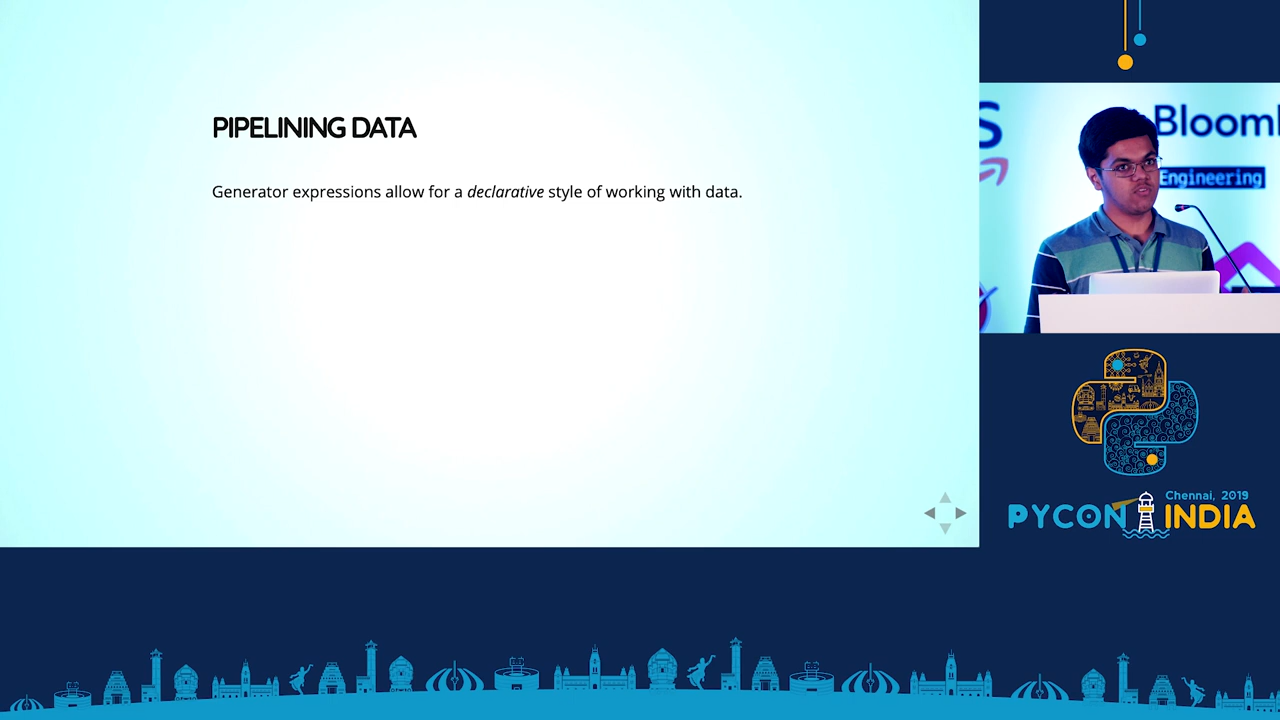 PIPELINING DATA
Generator expressions allow for a declarative style of working with data.
S
Bloom
Engineering
Chennai, 2019
PYCON INDIA